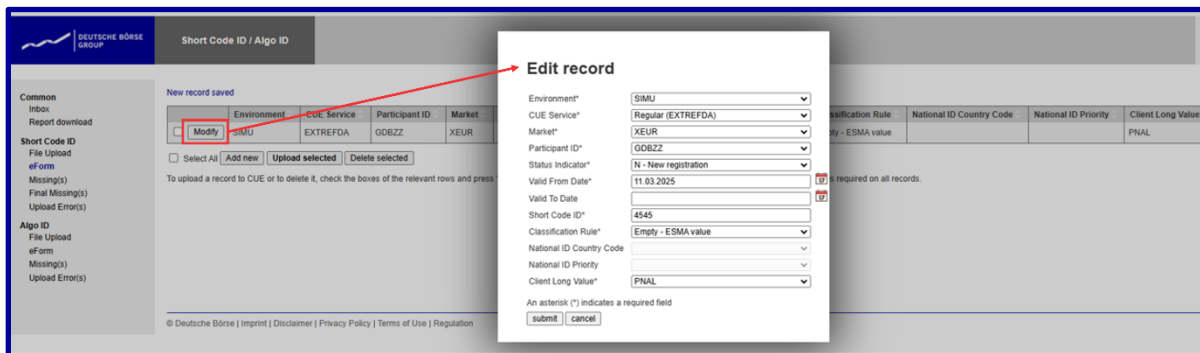 DEUTSCHE BÖRSE
GROUP
Short Code ID / Algo ID
Common
Inbox
Report download
Short Code ID
File Upload
eForm
Missing(s)
Final Missing(s)
Upload Error(s)
Algo ID
File Upload
eForm
Missing(s)
Upload Error(s)
New record saved
Environment CUE Service Participant ID Market Classification Rule National ID Country Code National ID Priority Client Long Value
Modify SIMU EXTREFDA GDBZZ XEUR ESMA value PNAL
Select All Add new Upload selected Delete selected
To upload a record to CUE or to delete it, check the boxes of the relevant rows and press is required on all records.
© Deutsche Börse | Imprint | Disclaimer | Privacy Policy | Terms of Use | Regulation
Edit record
Environment* SIMU
CUE Service* Regular (EXTREFDA)
Market* XEUR
Participant ID* GDBZZ
Status Indicator* N - New registration
Valid From Date* 11.03.2025
17
Valid To Date
17
Short Code ID* 4545
Classification Rule* Empty - ESMA value
National ID Country Code
National ID Priority
Client Long Value* PNAL
An asterisk (*) indicates a required field
submit cancel